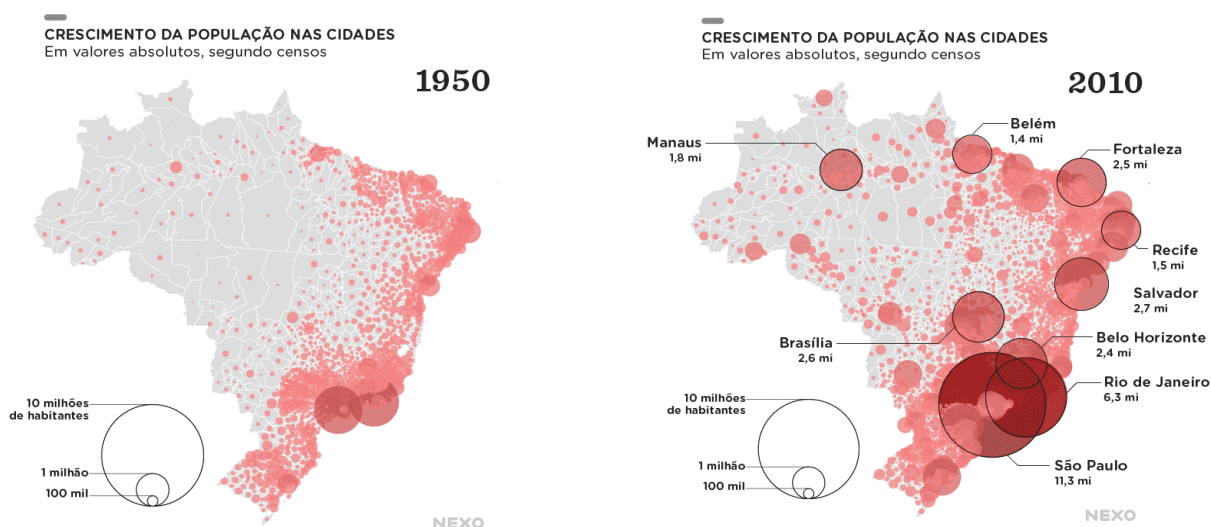 CRESCIMENTO DA POPULAÇÃO NAS CIDADES
Em valores absolutos, segundo censos
1950
10 milhões
de habitantes
1 milhão
100 mil
NEXO
CRESCIMENTO DA POPULAÇÃO NAS CIDADES
Em valores absolutos, segundo censos
2010
Manaus
1,8 mi
Belém
1,4 mi
Fortaleza
2,5 mi
Recife
1,5 mi
Salvador
2,7 mi
Brasília
2,6 mi
Belo Horizonte
2,4 mi
Rio de Janeiro
6,3 mi
São Paulo
11,3 mi
10 milhões
de habitantes
1 milhão
100 mil
NEXO